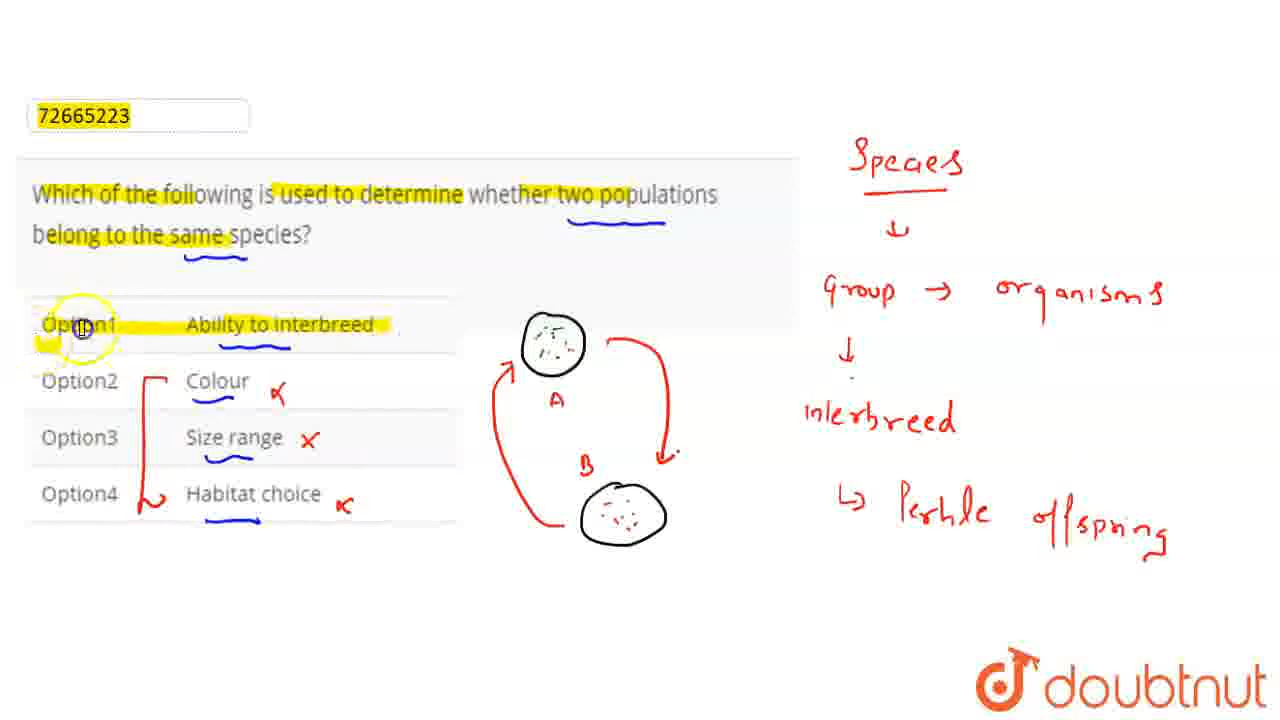 72665223
Which of the following is used to determine whether two populations
belong to the same species?
Option1 Ability to interbreed
Option2 Colour
Option3 Size range
Option4 Habitat choice
A
B
Species
Group → organisms
Interbreed
↳ Fertile offspring
doubtnut